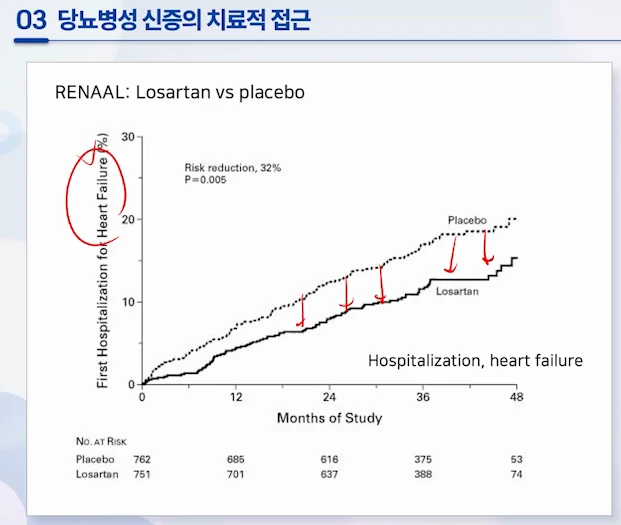 03 당뇨병성 신증의 치료적 접근
RENAAL: Losartan vs placebo
First Hospitalization for Heart Failure (%)
30
20
10
0
Risk reduction, 32%
P=0.005
Placebo
Losartan
Hospitalization, heart failure
0 12 24 36 48
Months of Study
No. at Risk
Placebo 762 685 616 375 53
Losartan 751 701 637 388 74